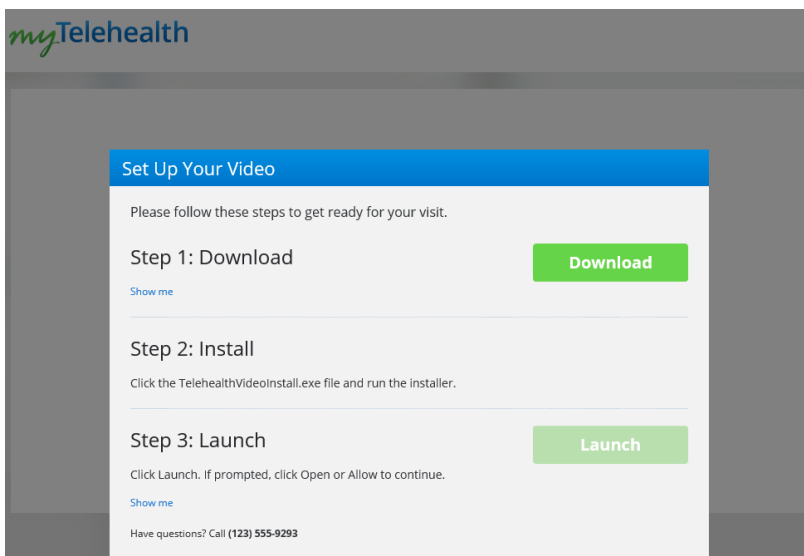 myTelehealth
Set Up Your Video
Please follow these steps to get ready for your visit.
Step 1: Download
Download
Show me
Step 2: Install
Click the TelehealthVideoInstall.exe file and run the installer.
Step 3: Launch
Launch
Click Launch. If prompted, click Open or Allow to continue.
Show me
Have questions? Call (123) 555-9293